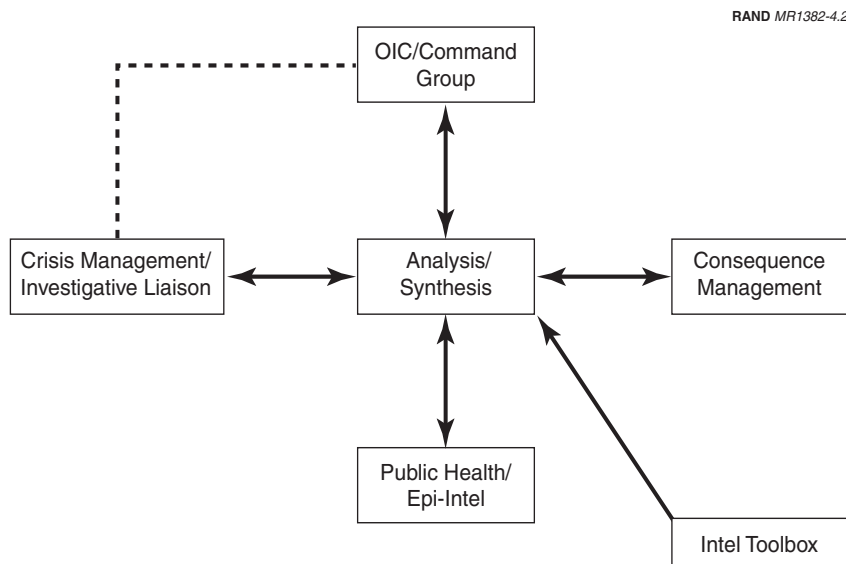 RAND MR1382-4.2
OIC/Command
Group
Crisis Management/
Investigative Liaison
Analysis/
Synthesis
Consequence
Management
Public Health/
Epi-Intel
Intel Toolbox